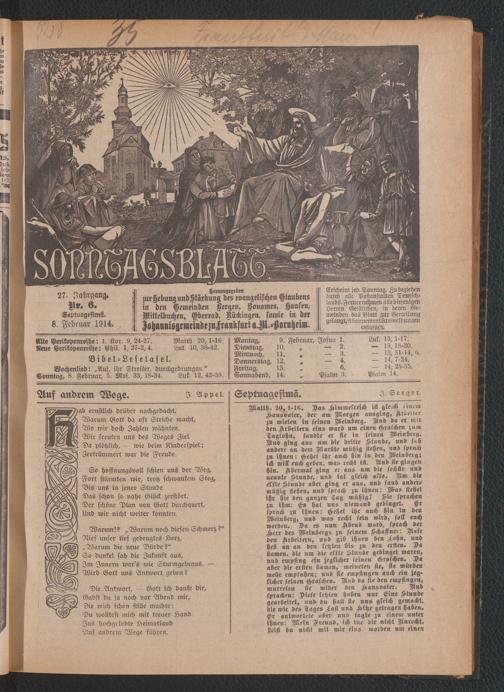 35
Frankfurt
SONNTAGSBLATT
27. Jahrgang.
Nr. 6.
Septuagesimä.
8. Februar 1914.
Herausgegeben
zur Hebung und Stärkung des evangelischen Glaubens
in den Gemeinden Bergen, Bonames, Hausen,
Mittelbuchen, Oberrad, Rückingen, sowie in der
Johannisgemeinde zu Frankfurt a. M.-Bornheim.
Erscheint jed. Sonntag. Zu beziehen
durch alle Postanstalten Deutsch-
Alte Perikopenreihe: 1. Kor. 9, 24-27. Matth. 20, 1-16.
Neue Perikopenreihe: Phil. 1, 27-2, 4. Luk. 10, 38-42.
Bibel-Lesetafel.
Wochenlied: „Auf, ihr Streiter, durchgedrungen.“
Sonntag, 8. Februar, 5. Mos. 33, 18-34. Luk. 12, 42-59.
Montag, 9. Februar, Josua 1. Luk. 13, 1-17.
Dienstag, 10. — 2. — 13, 18-30.
Mittwoch, 11. — 3. — 13, 31-14, 6.
Donnerstag, 12. — 4. — 14, 7-24.
Freitag, 13. — 6. — 14, 25-35.
Sonnabend, 14. Psalm 3. Psalm 14.
Auf andrem Wege. J. Appel.
Hab ernstlich drüber nachgedacht,
Warum Gott da oft Striche macht,
Wo wir doch Zahlen wähnten.
Wir freuten uns des Weges Ziel
Da plötzlich, — wie beim Kinderspiel:
Zertrümmert war die Freude.
So hoffnungsvoll schien uns der Weg,
Fort stürmten wir, trotz schwankem Steg,
Bis uns in jener Stunde
Das schon so nahe Glück zerstört.
Der schöne Plan uns Gott durchquert,
Und wir nicht weiter konnten.
Warum!? „Warum noch diesen Schmerz?“
Rief unser tief gebeugtes Herz,
„Warum die neue Bürde?“
So dunkel sah die Zukunft aus,
Im Innern war's wie Sturmgebraus. —
Wird Gott uns Antwort geben?
Die Antwort. — Gott ich danke dir,
Gabst du ja noch vor Abend mir,
Die mich schon stille machte:
Du wolltest mich mit treuer Hand
Ins hochgelobte Heimatland
Auf andrem Wege führen.
Septuagesimä. J. Seeger.
Matth. 20, 1-16. Das Himmelreich ist gleich einem
Hausvater, der am Morgen ausging, Arbeiter
zu mieten in seinen Weinberg. Und da er mit
den Arbeitern eins ward um einen Groschen zum
Tagelohn, sandte er sie in seinen Weinberg.
Und ging aus um die dritte Stunde, und sah
andere an dem Markte müßig stehen, und sprach
zu ihnen: Gehet ihr auch hin in den Weinberg;
ich will euch geben, was recht ist. Und sie gingen
hin. Abermal ging er aus um die sechste und
neunte Stunde, und tat gleich also. Um die
elfte Stunde aber ging er aus, und fand andere
müßig stehen, und sprach zu ihnen: Was stehet
ihr hie den ganzen Tag müßig? Sie sprachen
zu ihm: Es hat uns niemand gedinget. Er
sprach zu ihnen: Gehet ihr auch hin in den
Weinberg, und was recht sein wird, soll euch
werden. Da es nun Abend ward, sprach der
Herr des Weinbergs zu seinem Schaffner: Rufe
den Arbeitern, und gib ihnen den Lohn, und
heb an an den letzten bis zu den ersten. Da
kamen, die um die elfte Stunde gedinget waren,
und empfing ein jeglicher seinen Groschen. Da
aber die ersten kamen, meineten sie, sie würden
mehr empfahen; und sie empfingen auch ein jeg-
licher seinen Groschen. Und da sie den empfingen,
murreten sie wider den Hausvater. Und
sprachen: Diese letzten haben nur Eine Stunde
gearbeitet, und du hast sie uns gleich gemacht,
die wir des Tages Last und Hitze getragen haben.
Er antwortete aber und sagte zu einem unter
ihnen: Mein Freund, ich tue dir nicht Unrecht.
Bist du nicht mit mir eins worden um einen